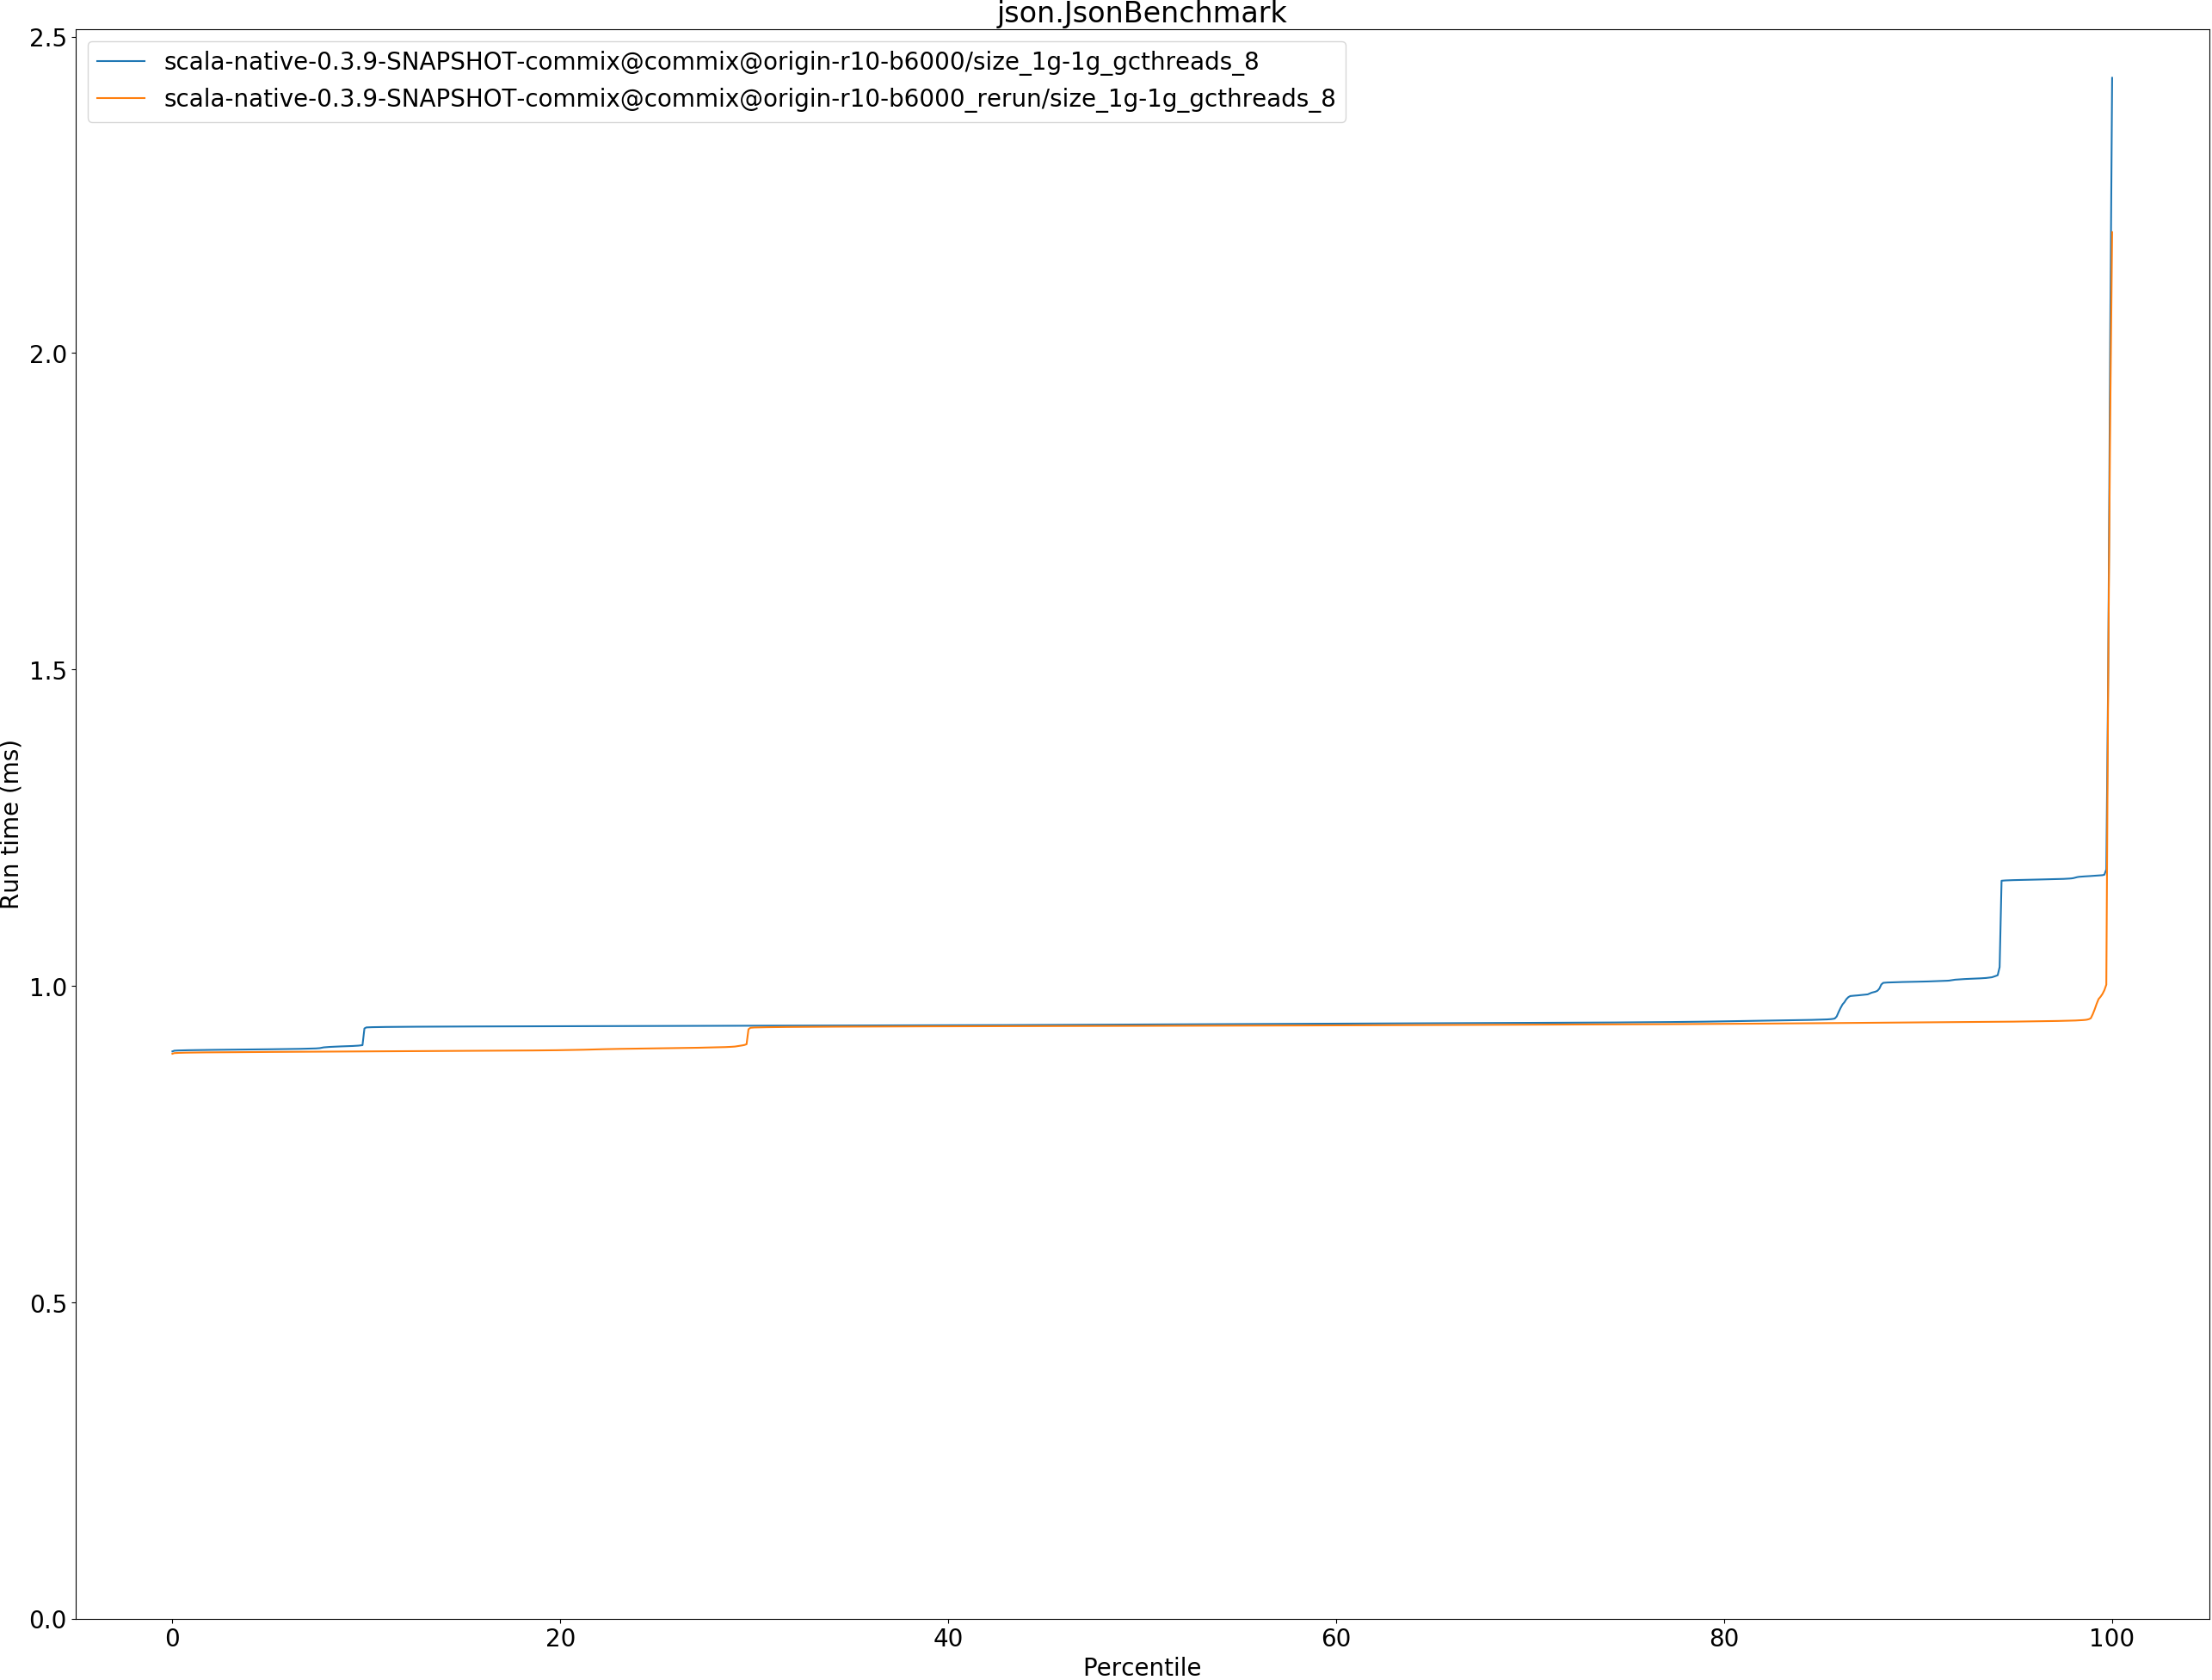 json.JsonBenchmark
scala-native-0.3.9-SNAPSHOT-commix@commix@origin-r10-b6000/size_1g-1g_gcthreads_8
scala-native-0.3.9-SNAPSHOT-commix@commix@origin-r10-b6000_rerun/size_1g-1g_gcthreads_8
2.5
2.0
1.5
1.0
0.5
0.0
Run time (ms)
0 20 40 60 80 100
Percentile